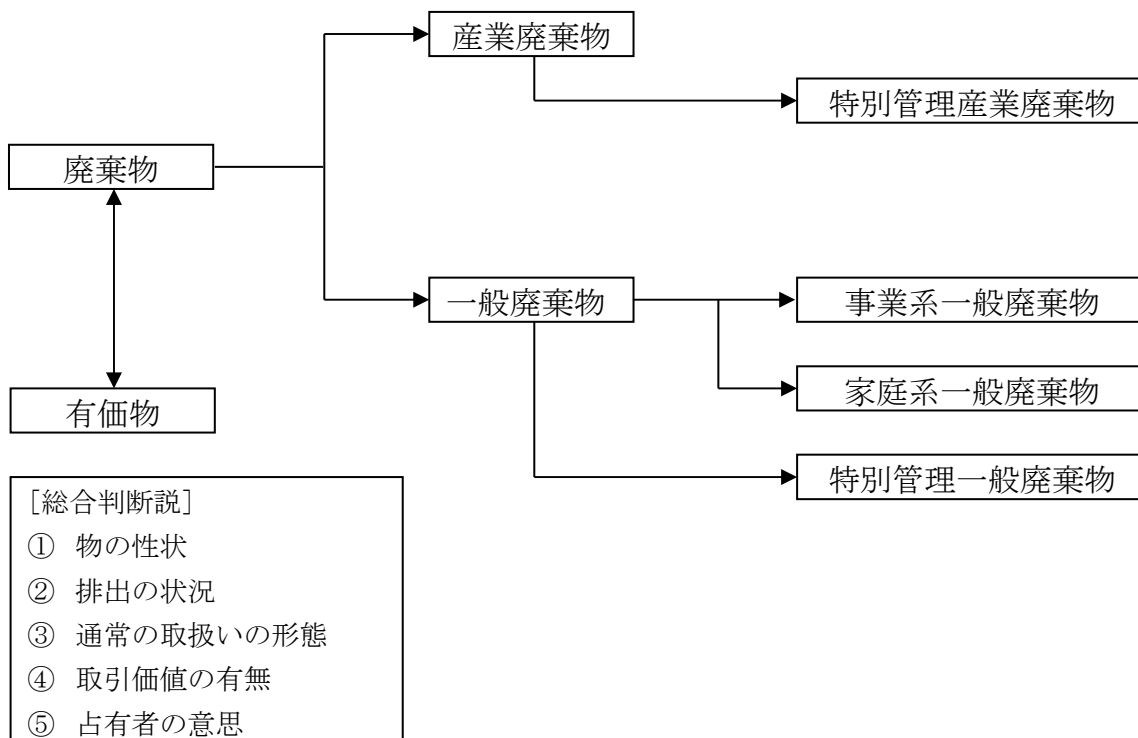 産業廃棄物
特別管理産業廃棄物
廃棄物
一般廃棄物
事業系一般廃棄物
家庭系一般廃棄物
有価物
特別管理一般廃棄物
［総合判断説］
① 物の性状
② 排出の状況
③ 通常の取扱いの形態
④ 取引価値の有無
⑤ 占有者の意思